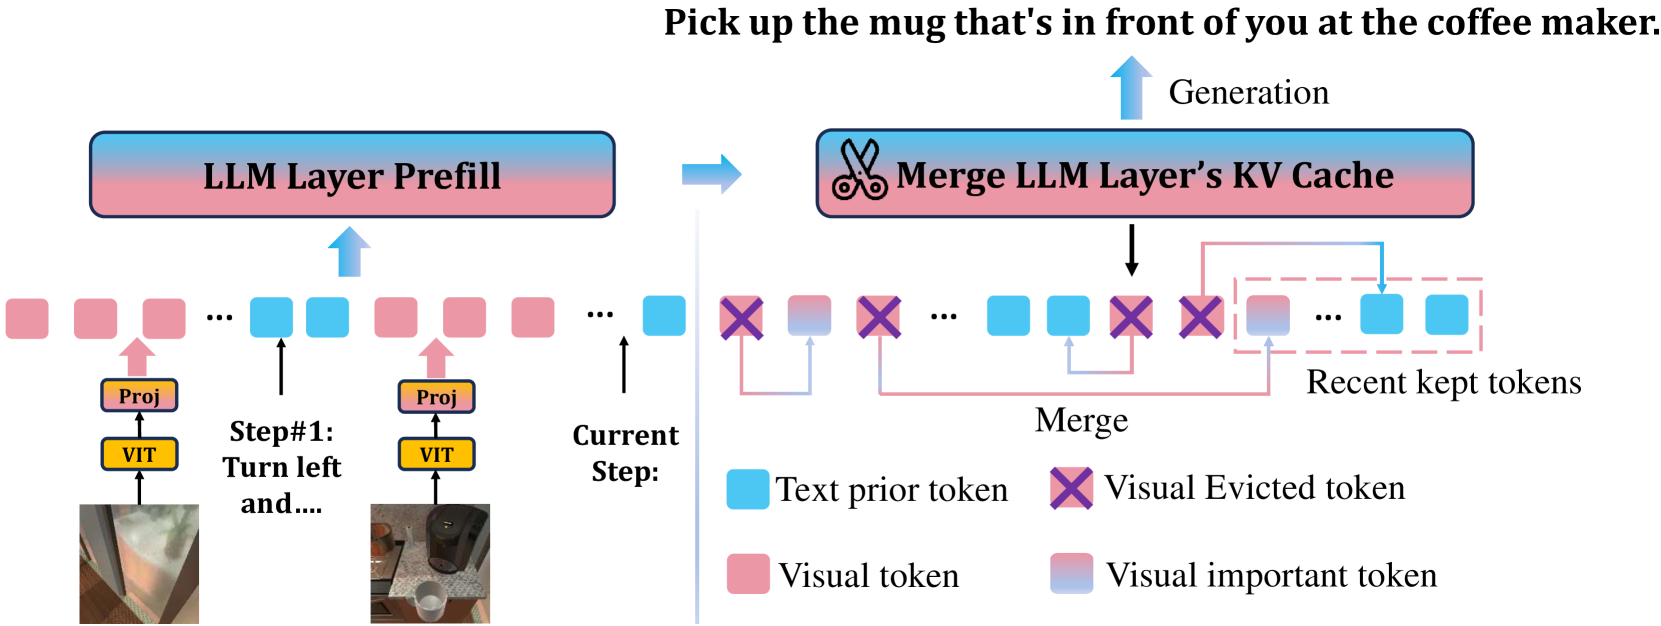 Pick up the mug that's in front of you at the coffee maker.
Generation
LLM Layer Prefill
Merge LLM Layer’s KV Cache
...
...
...
...
Proj
VIT
Step#1:
Turn left
and....
Proj
VIT
Current
Step:
Recent kept tokens
Merge
Text prior token
Visual Evicted token
Visual token
Visual important token